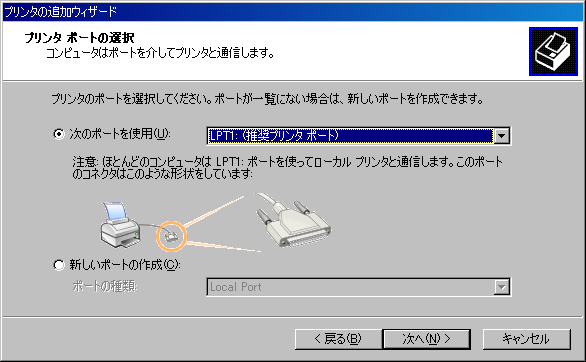 プリンタの追加ウィザード
プリンタ ポートの選択
コンピュータはポートを介してプリンタと通信します。
プリンタのポートを選択してください。ポートが一覧にない場合は、新しいポートを作成できます。
次のポートを使用(U):
LPT1: (推奨プリンタ ポート)
注意: ほとんどのコンピュータは LPT1: ポートを使ってローカル プリンタと通信します。このポート
のコネクタはこのような形状をしています:
新しいポートの作成(C):
ポートの種類:
Local Port
< 戻る(B)
次へ(N) >
キャンセル